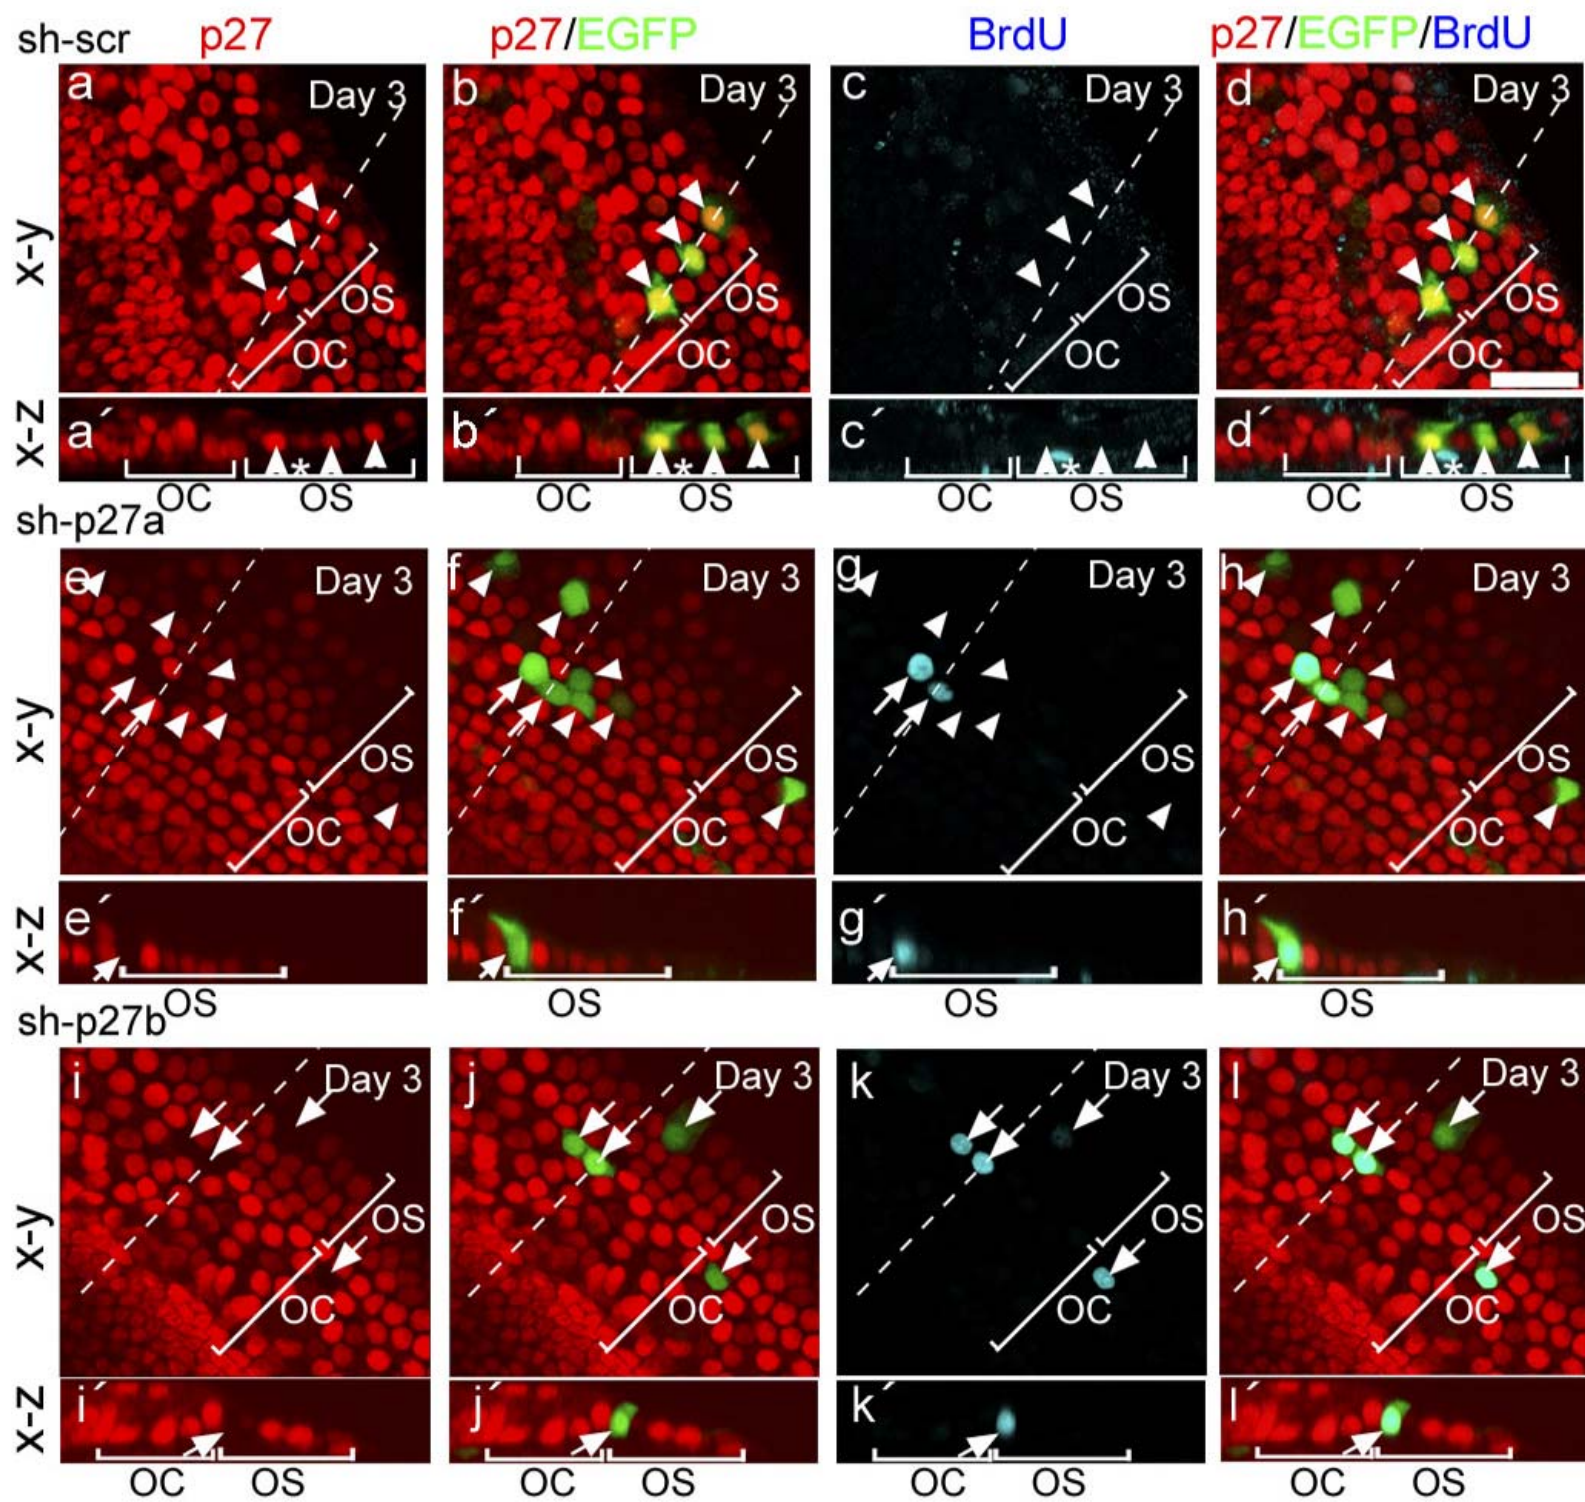 sh-scr p27 p27/EGFP BrdU p27/EGFP/BrdU
x-y
a Day 3 OS OC
b Day 3 OS OC
c Day 3 OS OC
d Day 3 OS OC
x-z
a´ * OC OS
b´ * OC OS
c´ * OC OS
d´ * OC OS
sh-p27a
x-y
e Day 3 OS OC
f Day 3 OS OC
g Day 3 OS OC
h Day 3 OS OC
x-z
e´ OS
f´ OS
g´ OS
h´ OS
sh-p27b
x-y
i Day 3 OS OC
j Day 3 OS OC
k Day 3 OS OC
l Day 3 OS OC
x-z
i´ OC OS
j´ OC OS
k´ OC OS
l´ OC OS